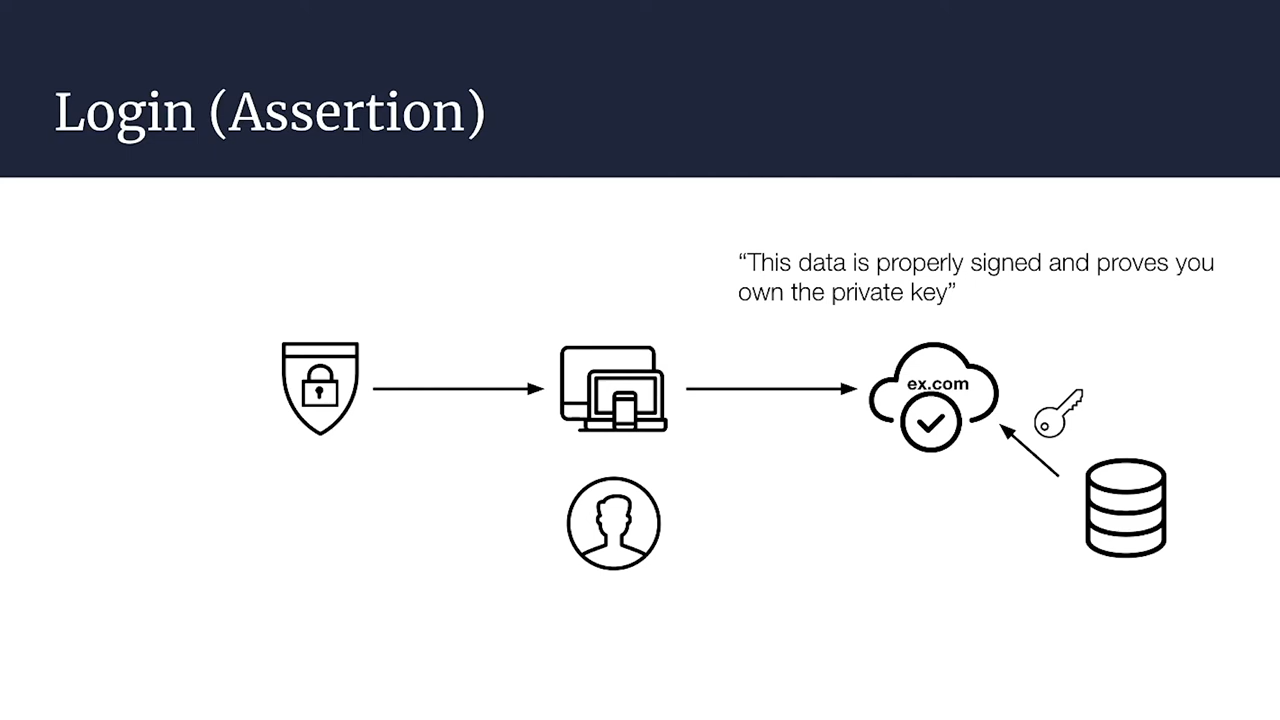 Login (Assertion)
“This data is properly signed and proves you
own the private key”
ex.com